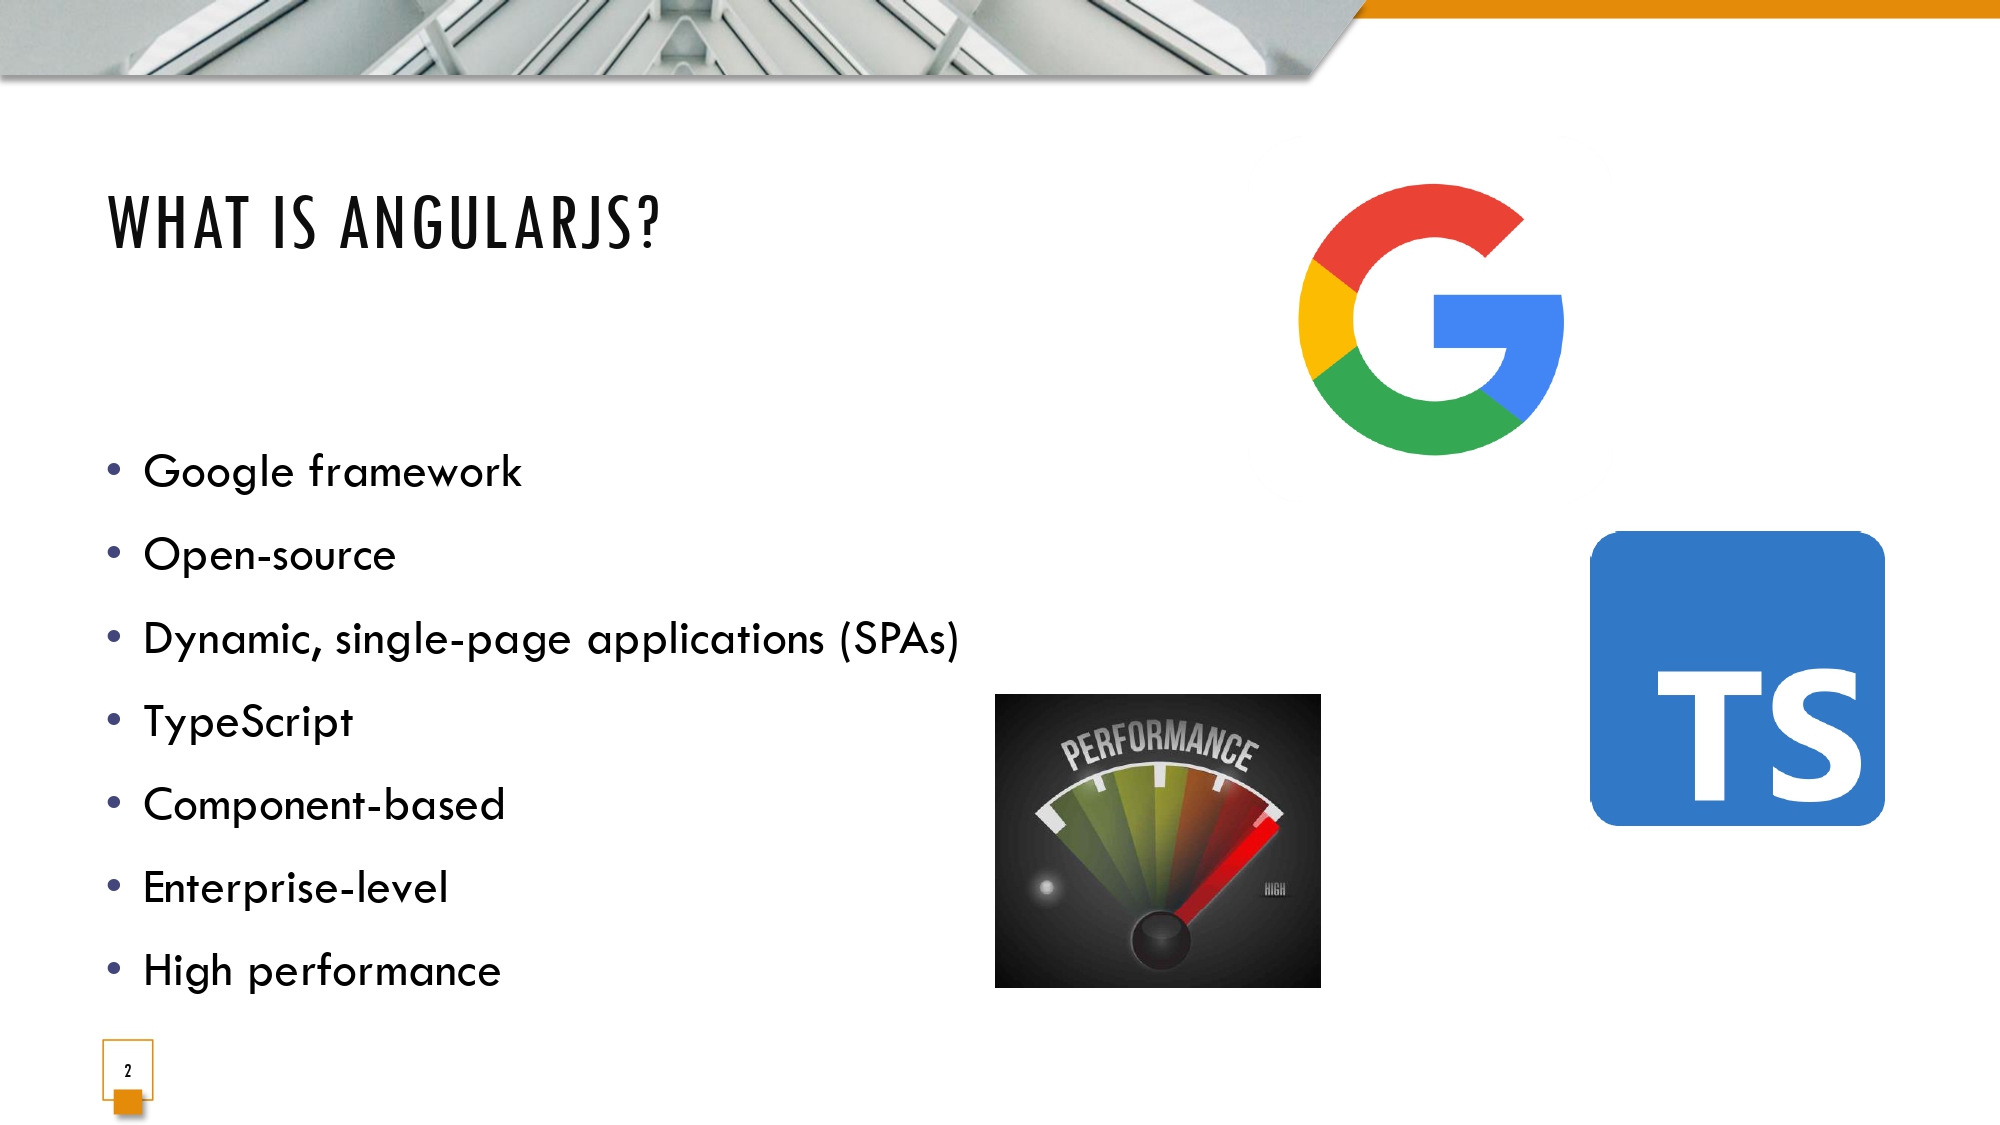 WHAT IS ANGULARJS?
• Google framework
• Open-source
• Dynamic, single-page applications (SPAs)
• TypeScript
• Component-based
• Enterprise-level
• High performance
PERFORMANCE
HIGH
TS
2